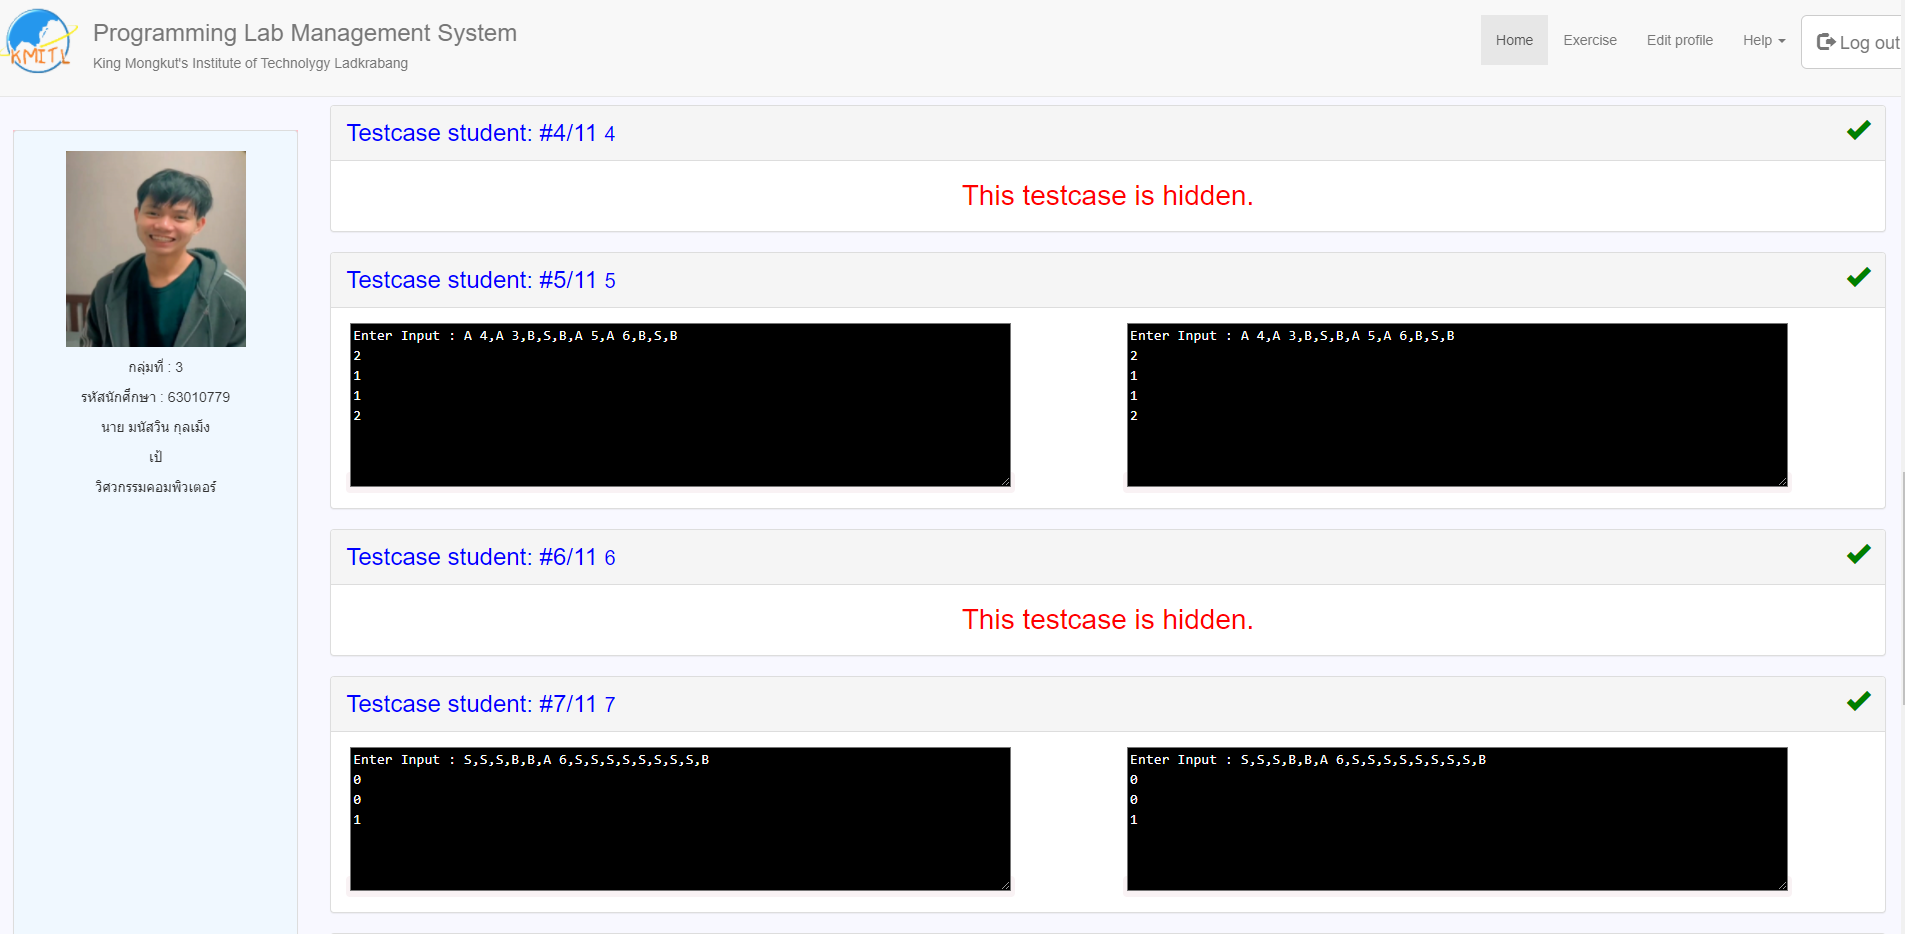 KMITL
Programming Lab Management System
King Mongkut's Institute of Technolygy Ladkrabang
Home
Exercise
Edit profile
Help
Log out
กลุ่มที่ : 3
รหัสนักศึกษา : 63010779
นาย มนัสวิน กุลเม็ง
เป้
วิศวกรรมคอมพิวเตอร์
Testcase student: #4/11 4
This testcase is hidden.
Testcase student: #5/11 5
Enter Input : A 4,A 3,B,S,B,A 5,A 6,B,S,B
2
1
1
2
Enter Input : A 4,A 3,B,S,B,A 5,A 6,B,S,B
2
1
1
2
Testcase student: #6/11 6
This testcase is hidden.
Testcase student: #7/11 7
Enter Input : S,S,S,B,B,A 6,S,S,S,S,S,S,S,S,B
0
0
1
Enter Input : S,S,S,B,B,A 6,S,S,S,S,S,S,S,S,B
0
0
1